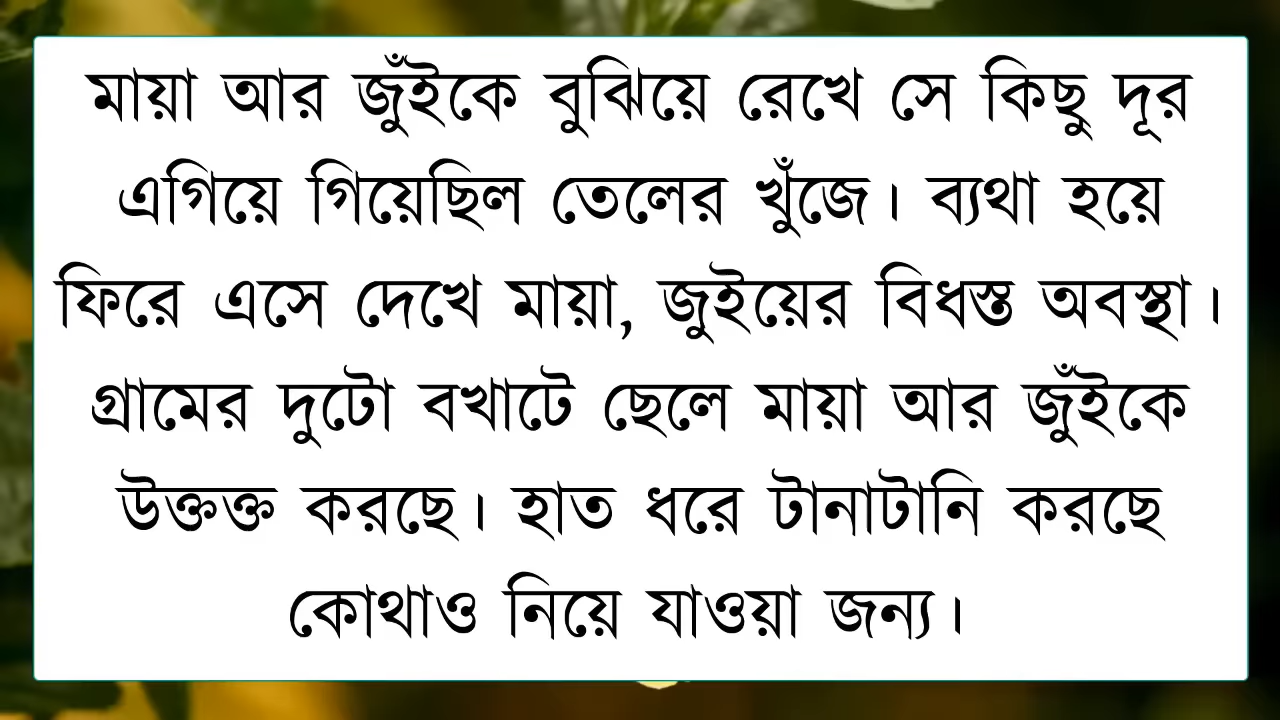 মায়া আর জুঁইকে বুঝিয়ে রেখে সে কিছু দূর
এগিয়ে গিয়েছিল তেলের খুঁজে। ব্যথা হয়ে
ফিরে এসে দেখে মায়া, জুইয়ের বিধস্ত অবস্থা।
গ্রামের দুটো বখাটে ছেলে মায়া আর জুঁইকে
উক্তক্ত করছে। হাত ধরে টানাটানি করছে
কোথাও নিয়ে যাওয়া জন্য।